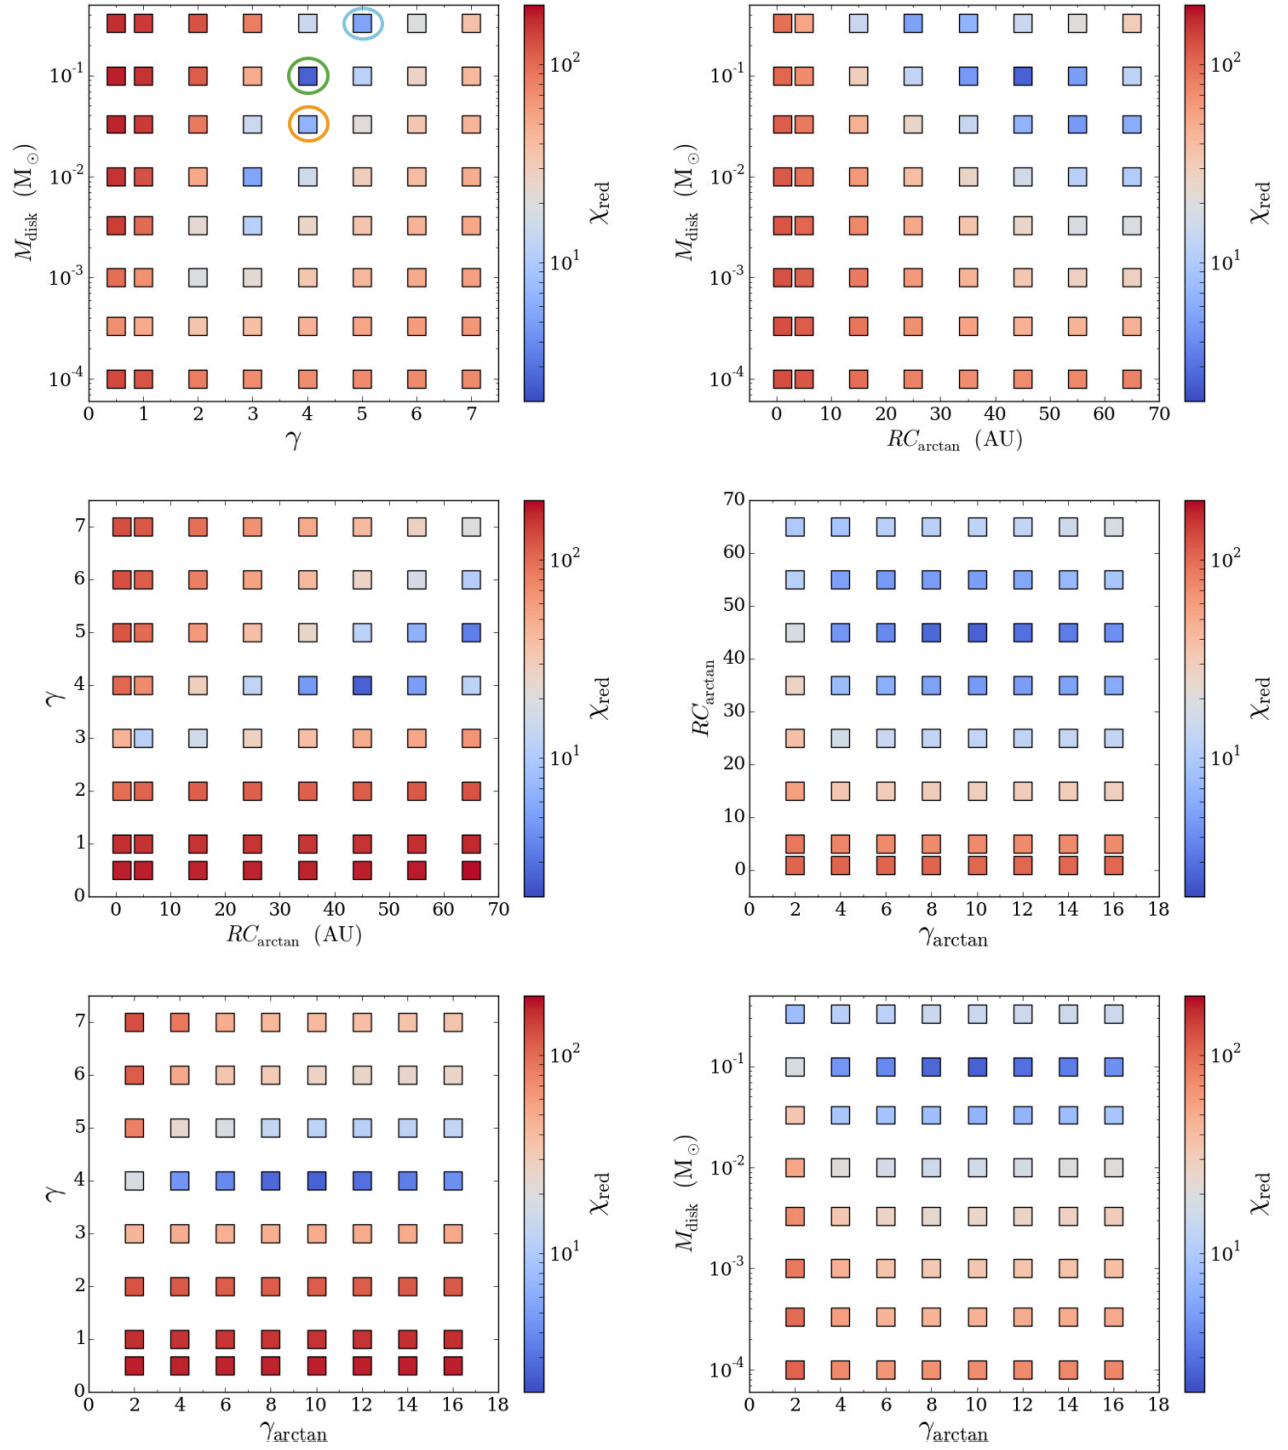 10^-1
10^-2
10^-3
10^-4
M_disk (M_⊙)
0 1 2 3 4 5 6 7
γ
10^2
10^1
χ_red
10^-1
10^-2
10^-3
10^-4
M_disk (M_⊙)
0 10 20 30 40 50 60 70
RC_arctan (AU)
10^2
10^1
χ_red
7
6
5
4
3
2
1
0
γ
0 10 20 30 40 50 60 70
RC_arctan (AU)
10^2
10^1
χ_red
70
60
50
40
30
20
10
0
RC_arctan
0 2 4 6 8 10 12 14 16 18
γ_arctan
10^2
10^1
χ_red
7
6
5
4
3
2
1
0
γ
0 2 4 6 8 10 12 14 16 18
γ_arctan
10^2
10^1
χ_red
10^-1
10^-2
10^-3
10^-4
M_disk (M_⊙)
0 2 4 6 8 10 12 14 16 18
γ_arctan
10^2
10^1
χ_red